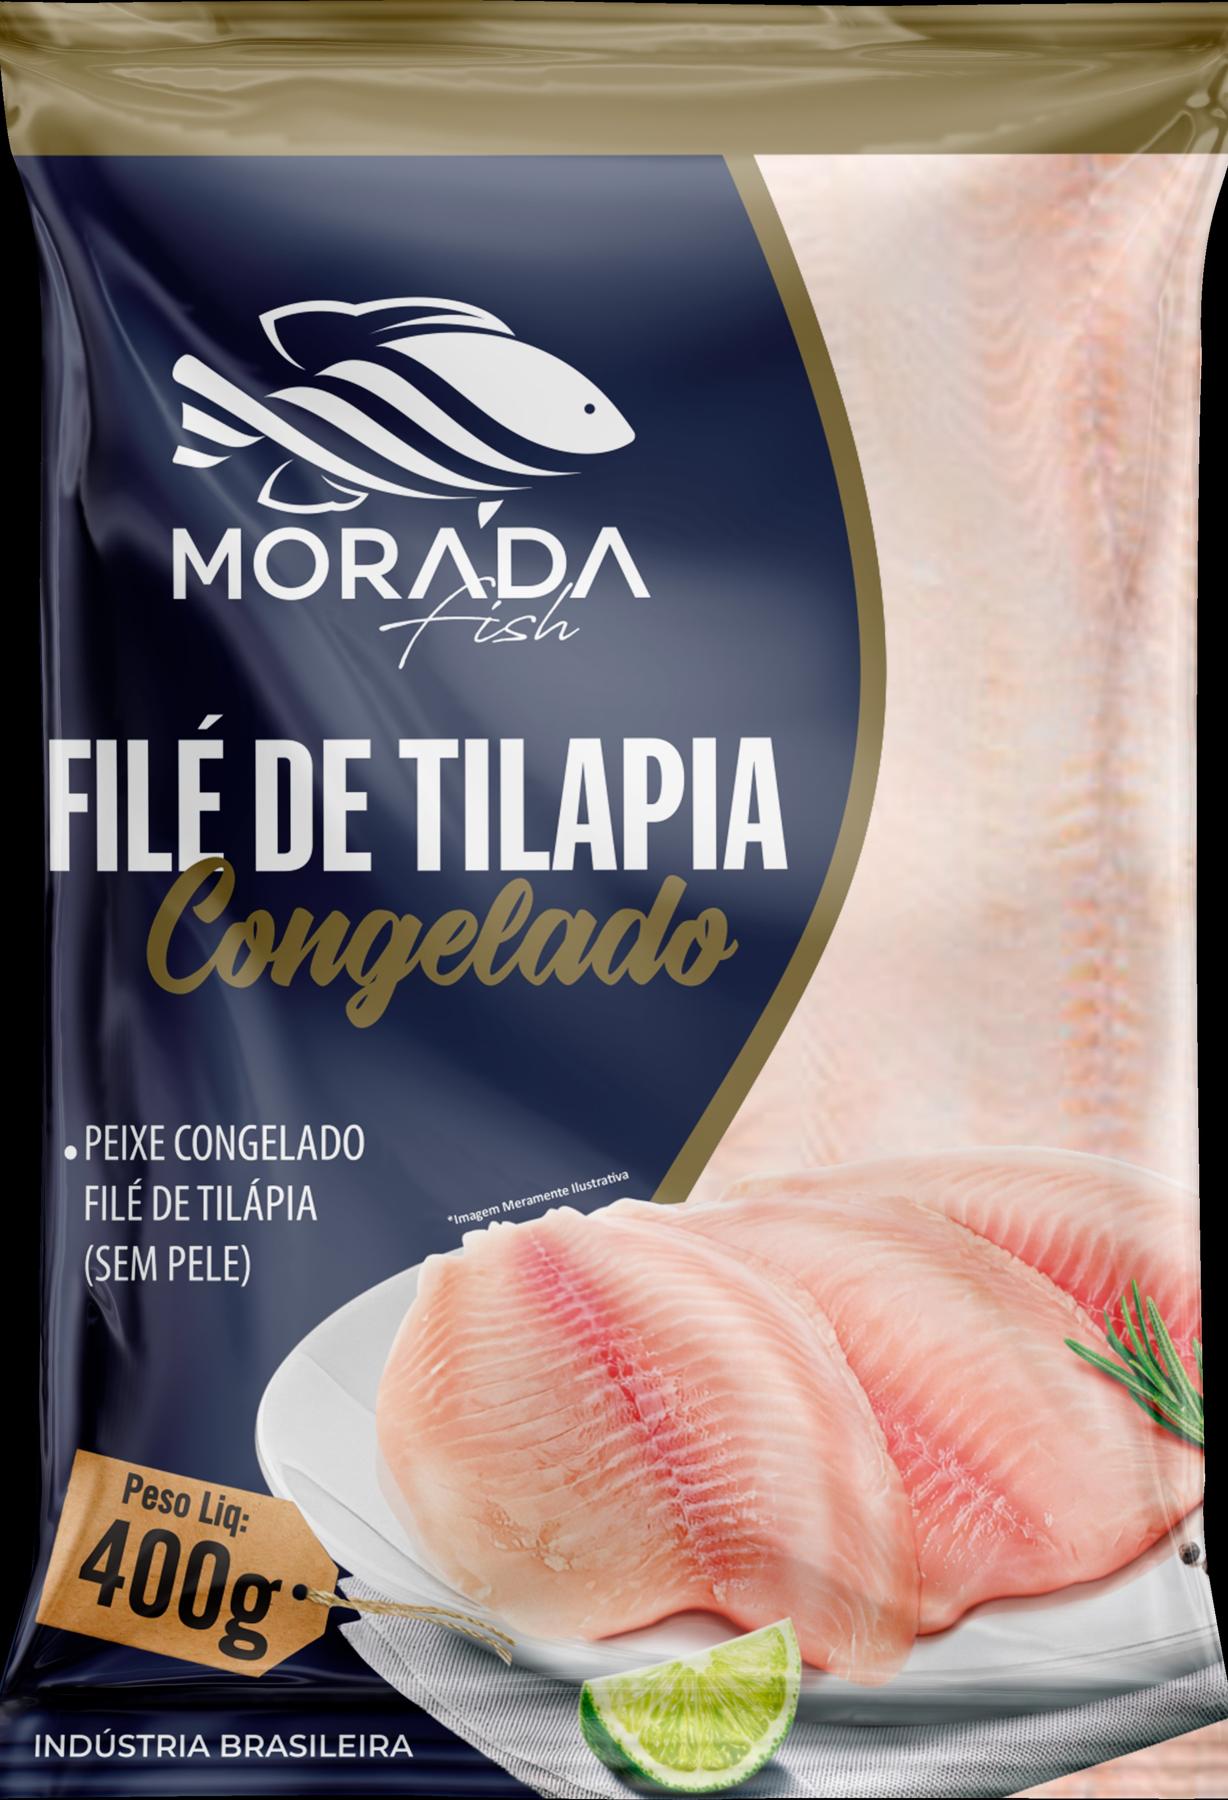 MORADA
fish
FILÉ DE TILAPIA
Congelado
• PEIXE CONGELADO
FILÉ DE TILÁPIA
(SEM PELE)
*Imagem Meramente Ilustrativa
Peso Liq:
400g
INDÚSTRIA BRASILEIRA